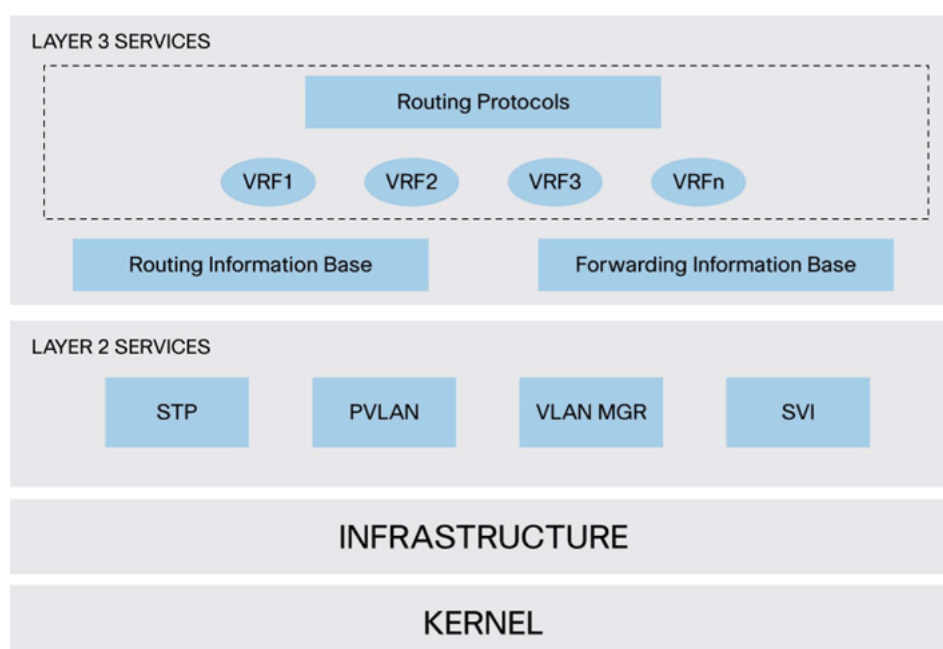 LAYER 3 SERVICES
Routing Protocols
VRF1 VRF2 VRF3 VRFn
Routing Information Base Forwarding Information Base
LAYER 2 SERVICES
STP PVLAN VLAN MGR SVI
INFRASTRUCTURE
KERNEL